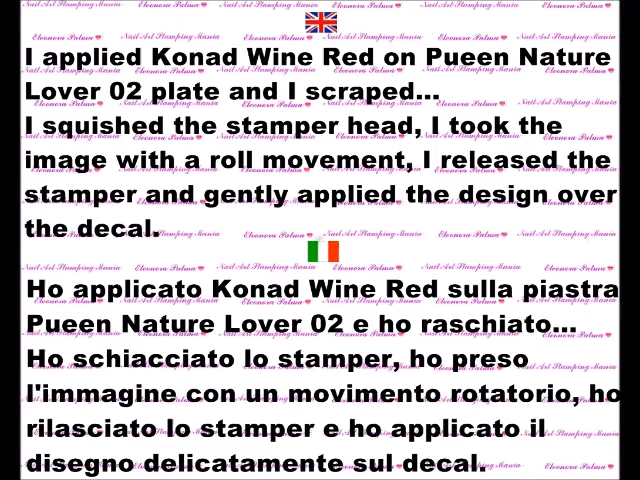 I applied Konad Wine Red on Pueen Nature
Lover 02 plate and I scraped...
I squished the stamper head, I took the
image with a roll movement, I released the
stamper and gently applied the design over
the decal.
Ho applicato Konad Wine Red sulla piastra
Pueen Nature Lover 02 e ho raschiato...
Ho schiacciato lo stamper, ho preso
l'immagine con un movimento rotatorio, ho
rilasciato lo stamper e ho applicato il
disegno delicatamente sul decal.